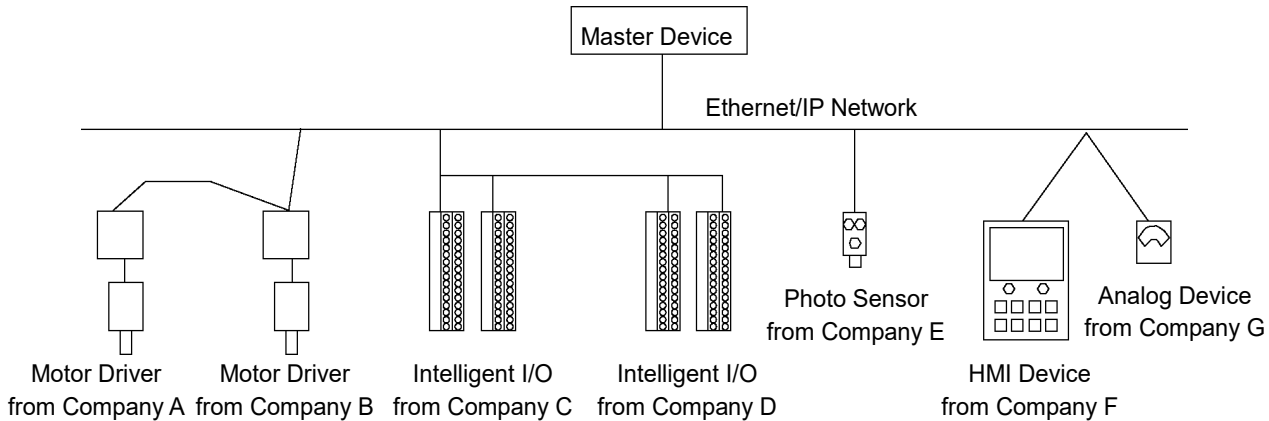 Master Device
Ethernet/IP Network
Photo Sensor
from Company E
Analog Device
from Company G
Motor Driver
from Company A
Motor Driver
from Company B
Intelligent I/O
from Company C
Intelligent I/O
from Company D
HMI Device
from Company F